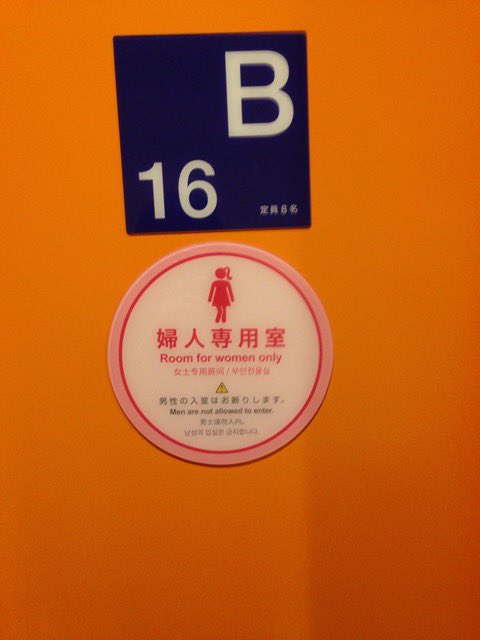 B
16
定員8名
婦人専用室
Room for women only
女士专用房间 / 부인전용실
男性の入室はお断りします。
Men are not allowed to enter.
男士请勿入内。
남성의 입실은 금지합니다.